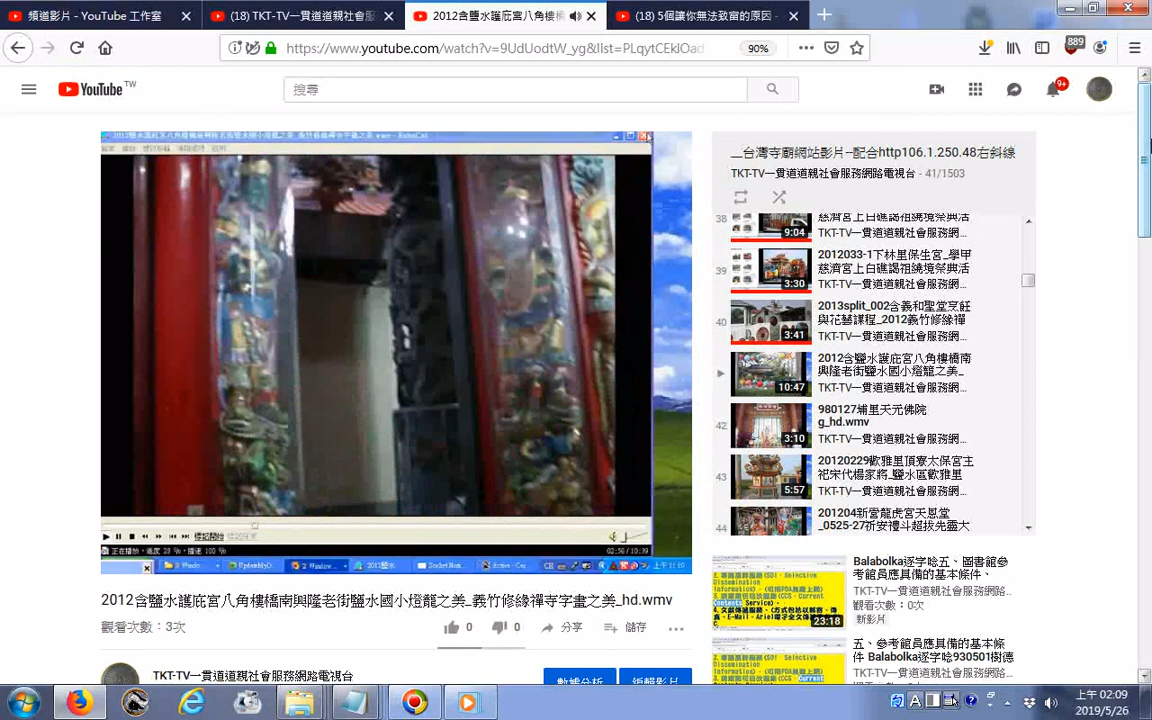 頻道影片 - YouTube 工作室
(18) TKT-TV一貫道道親社會服
2012含鹽水護庇宮八角樓橋
(18) 5個讓你無法致富的原因 -
https://www.youtube.com/watch?v=9UdUodtW_yg&list=PLqytCEklOad
90%
889
YouTube TW
搜尋
9+
__台灣寺廟網站影片--配合http106.1.250.48右斜線
TKT-TV一貫道道親社會服務網路電視台 - 41/1503
38
慈濟宮上白礁謁祖繞境祭典活
9:04
TKT-TV一貫道道親社會服務網...
39
2012033-1下林里保生宮_學甲
慈濟宮上白礁謁祖繞境祭典活
3:30
TKT-TV一貫道道親社會服務網...
40
2013split_002含義和聖堂烹飪
與花藝課程_2012義竹修緣禪
3:41
TKT-TV一貫道道親社會服務網...
2012含鹽水護庇宮八角樓橋南
興隆老街鹽水國小燈籠之美_
10:47
TKT-TV一貫道道親社會服務網...
42
980127埔里天元佛院
g_hd.wmv
3:10
TKT-TV一貫道道親社會服務網...
43
20120229歡雅里頂寮太保宮主
祀宋代楊家將_鹽水區歡雅里
5:57
TKT-TV一貫道道親社會服務網...
44
201204新營龍虎宮天恩堂
_0525-27祈安禮斗超拔先靈大
02:56 / 10:39
上午 11:00
2012含鹽水護庇宮八角樓橋南興隆老街鹽水國小燈籠之美_義竹修緣禪寺字畫之美_hd.wmv
觀看次數：3次
0
0
分享
儲存
TKT-TV一貫道道親社會服務網路電視台
數據分析
編輯影片
Balabolka逐字唸五、圖書館參
考館員應具備的基本條件、
TKT-TV一貫道道親社會服務網路...
觀看次數：0次
新影片
23:18
五、參考館員應具備的基本條
件 Balabolka逐字唸930501樹德
TKT-TV一貫道道親社會服務網路...
上午 02:09
2019/5/26